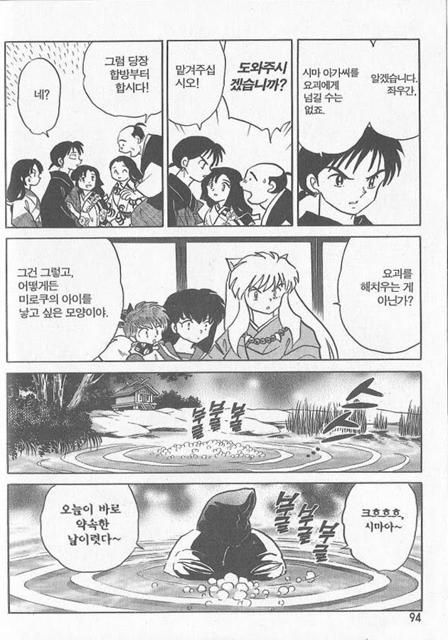 알겠습니다.
좌우간,
시마 아가씨를
요괴에게
넘길 수는
없죠.
도와주시
겠습니까?
맡겨주십
시오!
그럼 당장
합방부터
합시다!
네?
요괴를
해치우는 게
아닌가?
그건 그렇고,
어떻게든
미로쿠의 아이를
낳고 싶은 모양이야.
부글
부글
부글
크흐흐흐,
시마아~
부글
부글
부글
오늘이 바로
약속한
날이렷다~
94